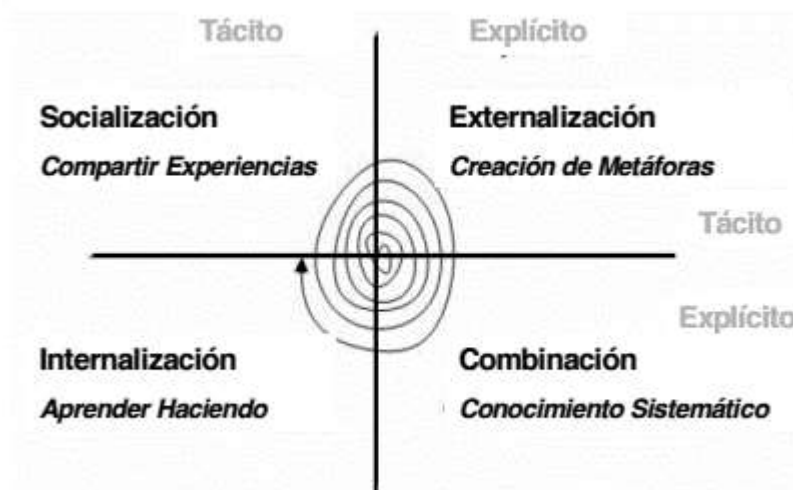 Tácito Explícito
Socialización Externalización
Compartir Experiencias Creación de Metáforas
Tácito
Explícito
Internalización Combinación
Aprender Haciendo Conocimiento Sistemático